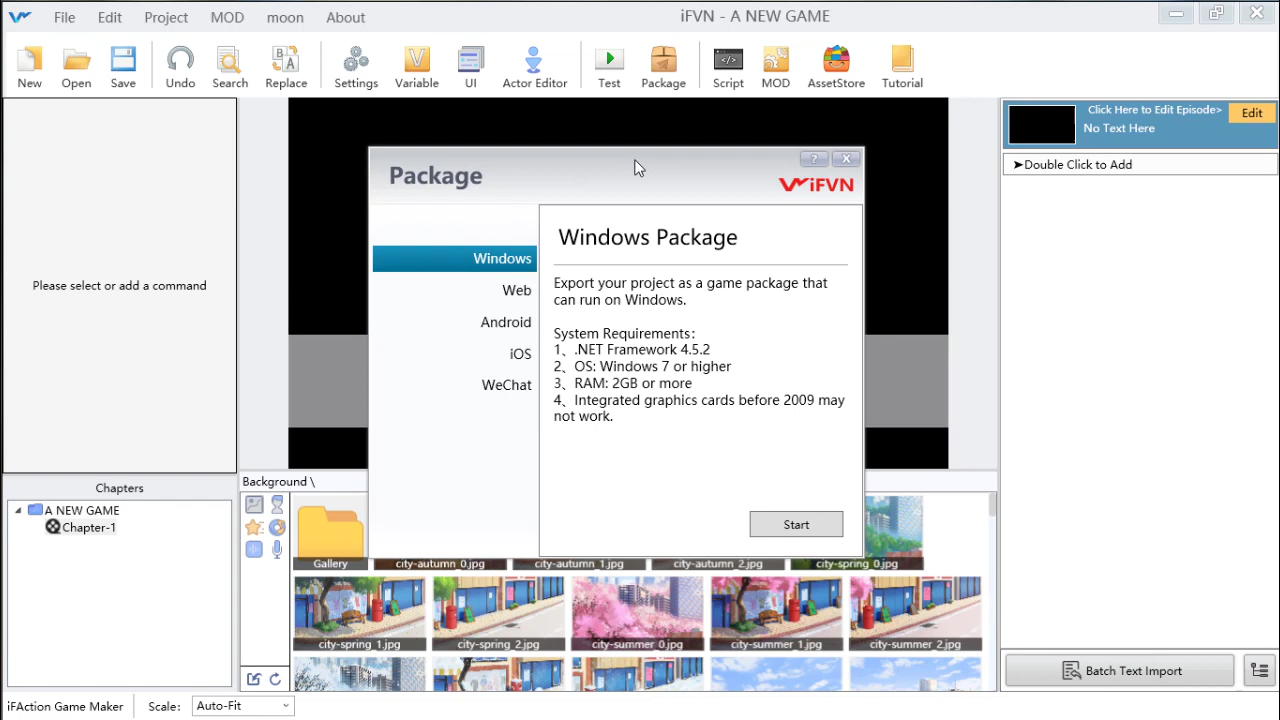 File Edit Project MOD moon About
iFVN - A NEW GAME
New Open Save Undo Search Replace Settings Variable UI Actor Editor Test Package Script MOD AssetStore Tutorial
Click Here to Edit Episode>
Edit
No Text Here
➤Double Click to Add
Please select or add a command
Package
iFVN
Windows
Web
Android
iOS
WeChat
Windows Package
Export your project as a game package that
can run on Windows.
System Requirements：
1、.NET Framework 4.5.2
2、OS: Windows 7 or higher
3、RAM: 2GB or more
4、Integrated graphics cards before 2009 may
not work.
Start
Chapters
A NEW GAME
Chapter-1
Background \
Gallery
city-autumn_0.jpg
city-autumn_1.jpg
city-autumn_2.jpg
city-spring_0.jpg
city-spring_1.jpg
city-spring_2.jpg
city-summer_0.jpg
city-summer_1.jpg
city-summer_2.jpg
Batch Text Import
iFAction Game Maker
Scale:
Auto-Fit